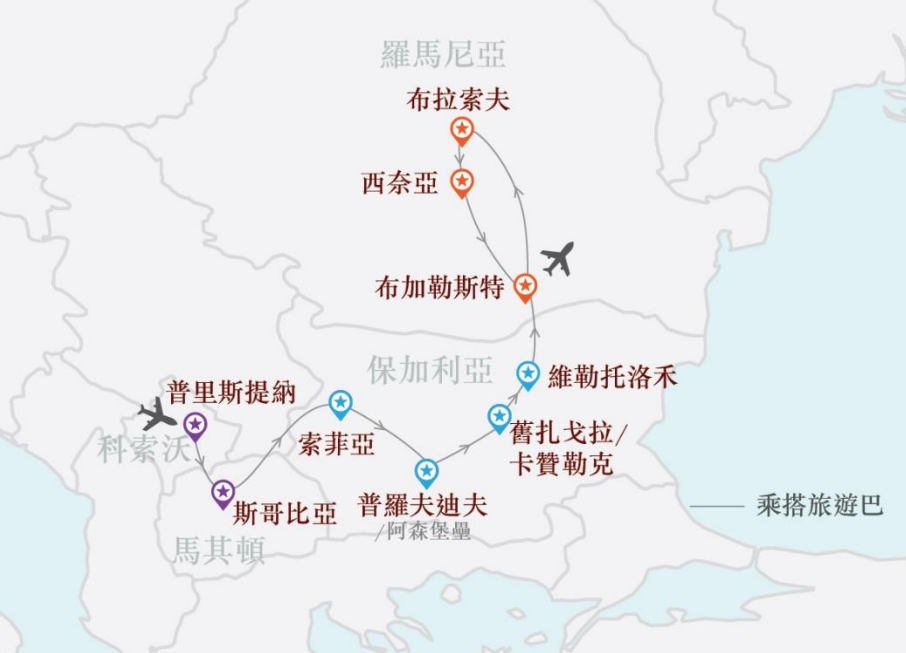 羅馬尼亞
布拉索夫
西奈亞
布加勒斯特
保加利亞
維勒托洛禾
普里斯提納
舊扎戈拉/
卡贊勒克
索菲亞
科索沃
斯哥比亞
普羅夫迪夫
/阿森堡壘
乘搭旅遊巴
馬其頓